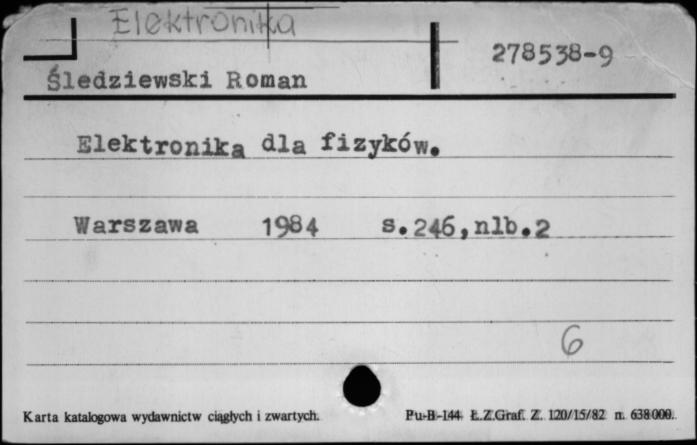 Elektronika
278538-9
Śledziewski Roman
Elektronika dla fizyków.
Warszawa 1984 s.246,nlb.2
6
Karta katalogowa wydawnictw ciągłych i zwartych. Pu-B-144 Ł.Z.Graf. Z. 120/15/82 n. 638000.